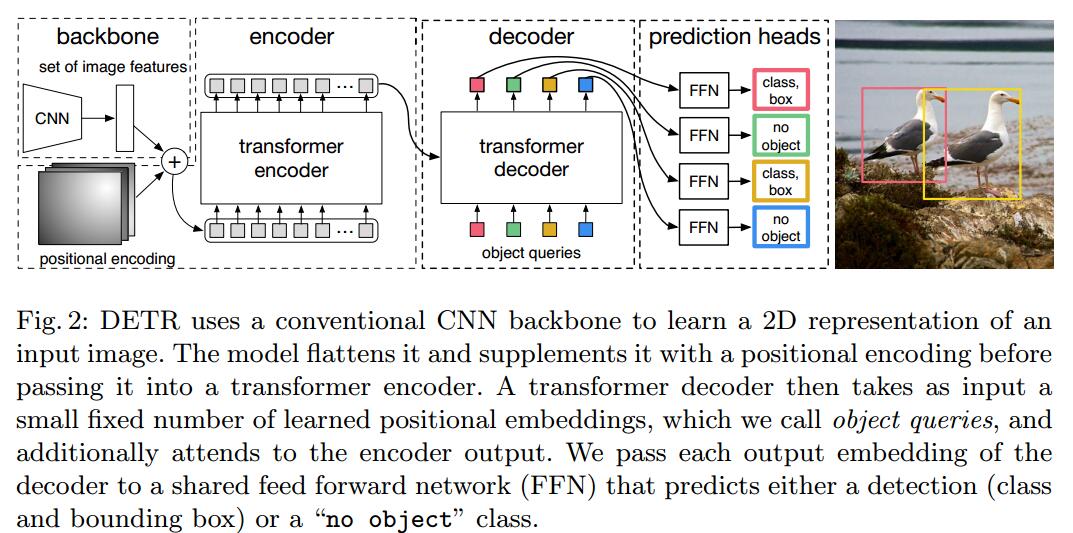 backbone
encoder
decoder
prediction heads
set of image features
CNN
+
positional encoding
...
transformer
encoder
...
transformer
decoder
object queries
FFN
class,
box
FFN
no
object
FFN
class,
box
FFN
no
object
Fig. 2: DETR uses a conventional CNN backbone to learn a 2D representation of an
input image. The model flattens it and supplements it with a positional encoding before
passing it into a transformer encoder. A transformer decoder then takes as input a
small fixed number of learned positional embeddings, which we call object queries, and
additionally attends to the encoder output. We pass each output embedding of the
decoder to a shared feed forward network (FFN) that predicts either a detection (class
and bounding box) or a “no object” class.